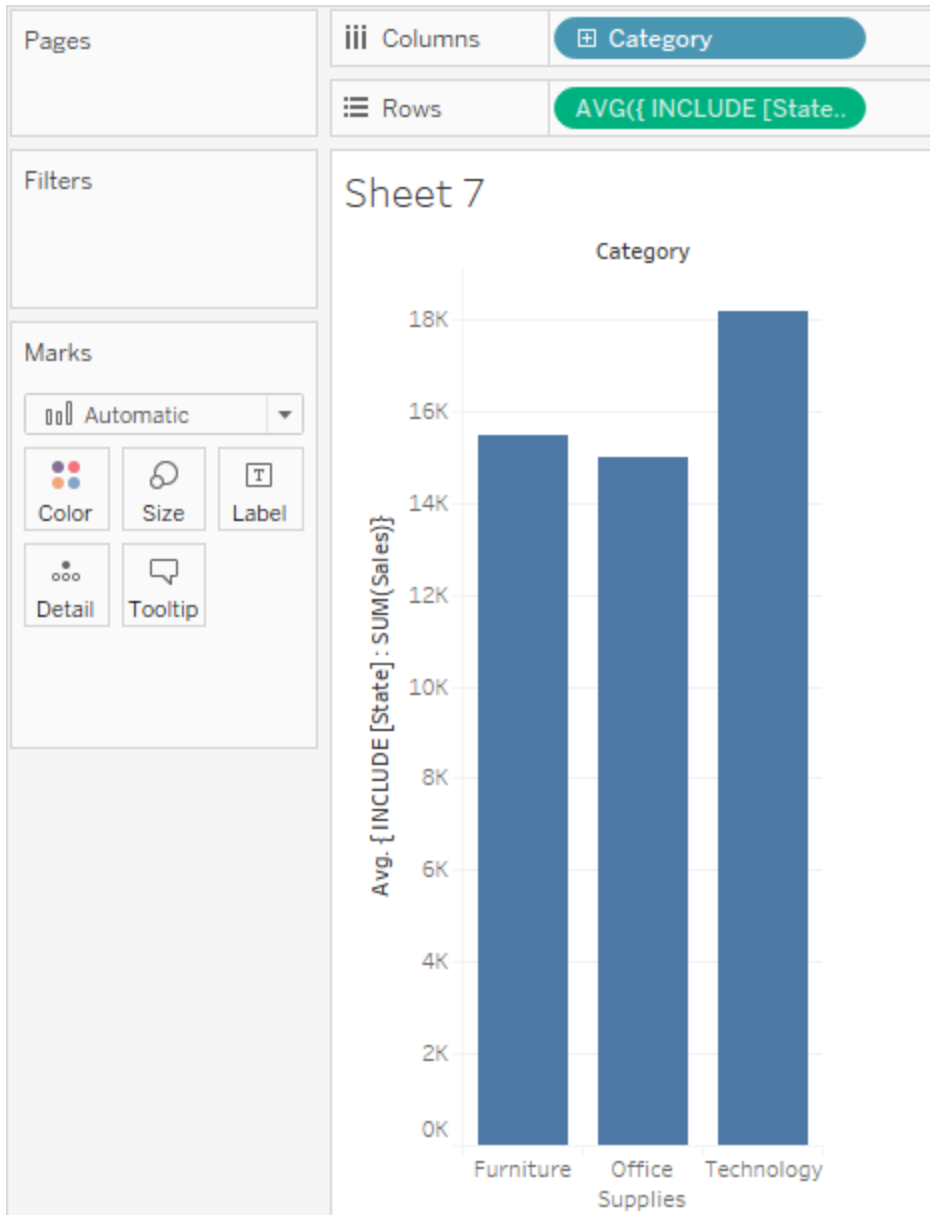 Pages
Columns
Category
Rows
AVG({ INCLUDE [State..
Filters
Sheet 7
Category
Marks
Automatic
Color
Size
Label
Detail
Tooltip
Avg. { INCLUDE [State] : SUM(Sales)}
18K
16K
14K
12K
10K
8K
6K
4K
2K
0K
Furniture
Office
Supplies
Technology